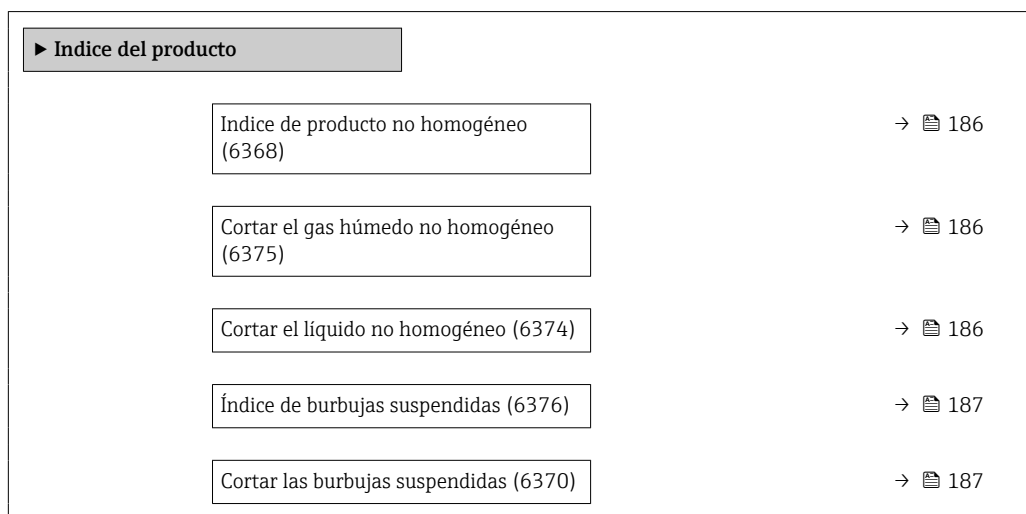 ▶ Indice del producto
Indice de producto no homogéneo
(6368)
→ 186
Cortar el gas húmedo no homogéneo
(6375)
→ 186
Cortar el líquido no homogéneo (6374)
→ 186
Índice de burbujas suspendidas (6376)
→ 187
Cortar las burbujas suspendidas (6370)
→ 187